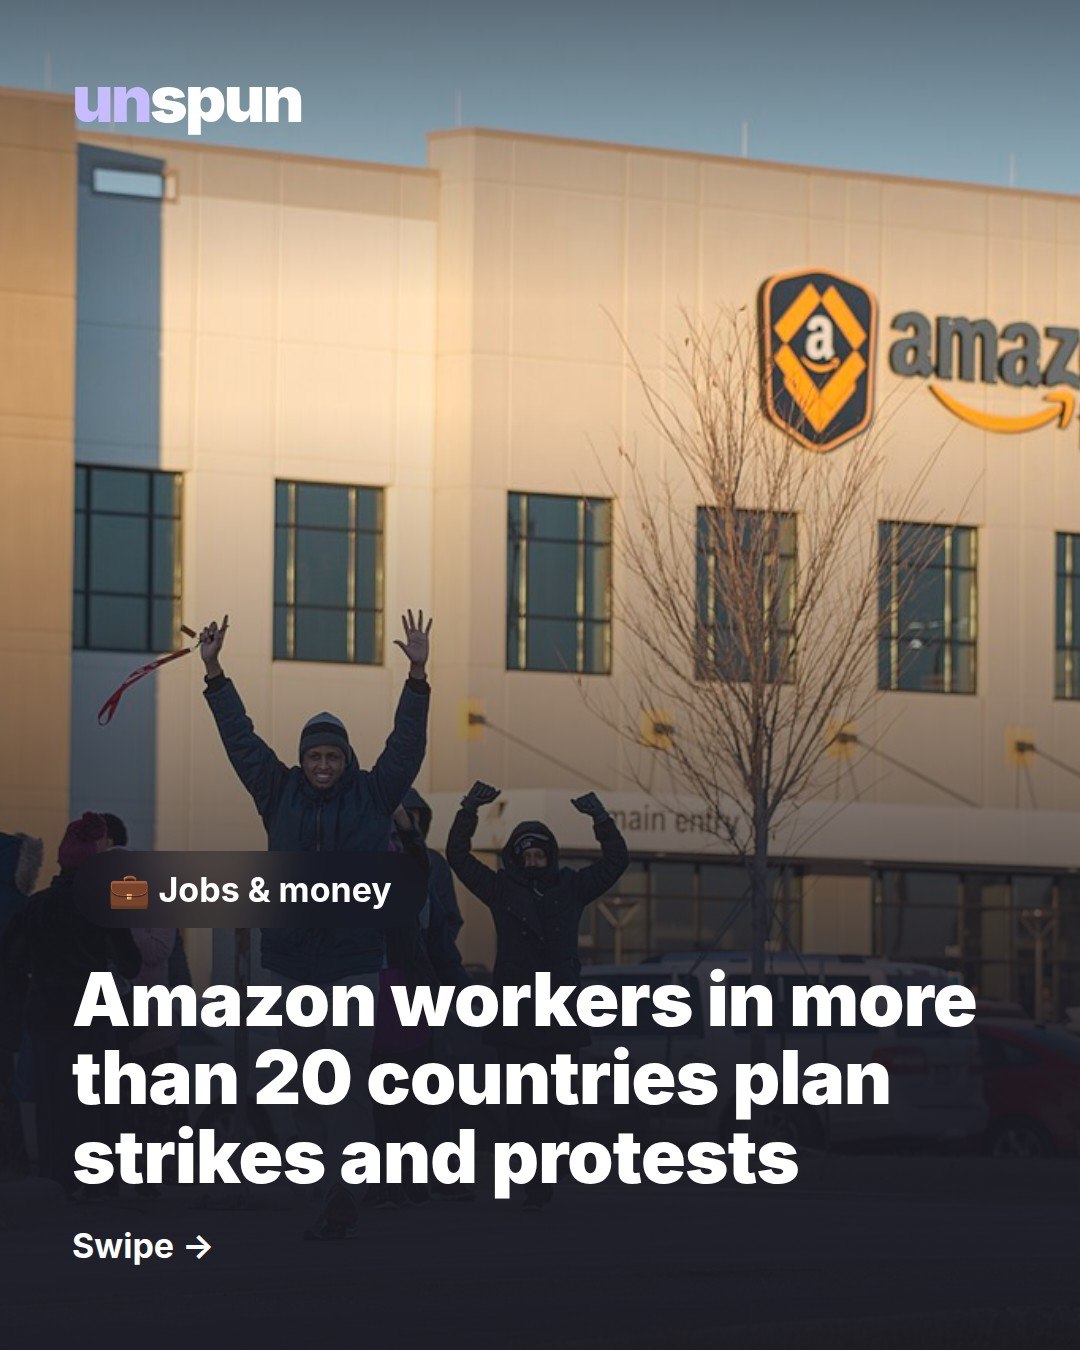 unspun
a
amaz
main entry
💼 Jobs & money
Amazon workers in more
than 20 countries plan
strikes and protests
Swipe →